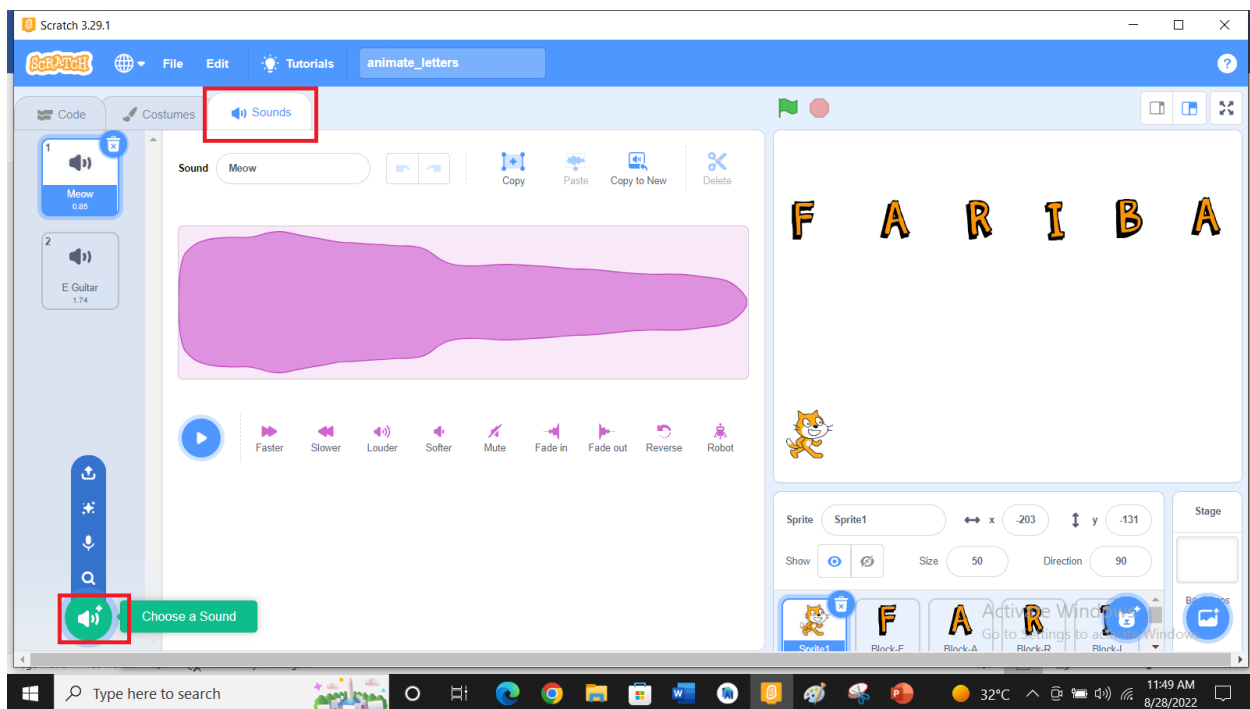 Scratch 3.29.1
SCRATCH File Edit Tutorials animate_letters ?
Code Costumes Sounds
1
Meow
0.85
2
E Guitar
1.74
Sound Meow Copy Paste Copy to New Delete
Faster Slower Louder Softer Mute Fade in Fade out Reverse Robot
Choose a Sound
F A R I B A
Sprite Sprite1 x -203 y -131
Show Size 50 Direction 90
Stage
Sprite1 Block-F Block-A Block-R Block-I
Activate Windows
Go to Settings to activate Windows
Type here to search
32°C
11:49 AM
8/28/2022